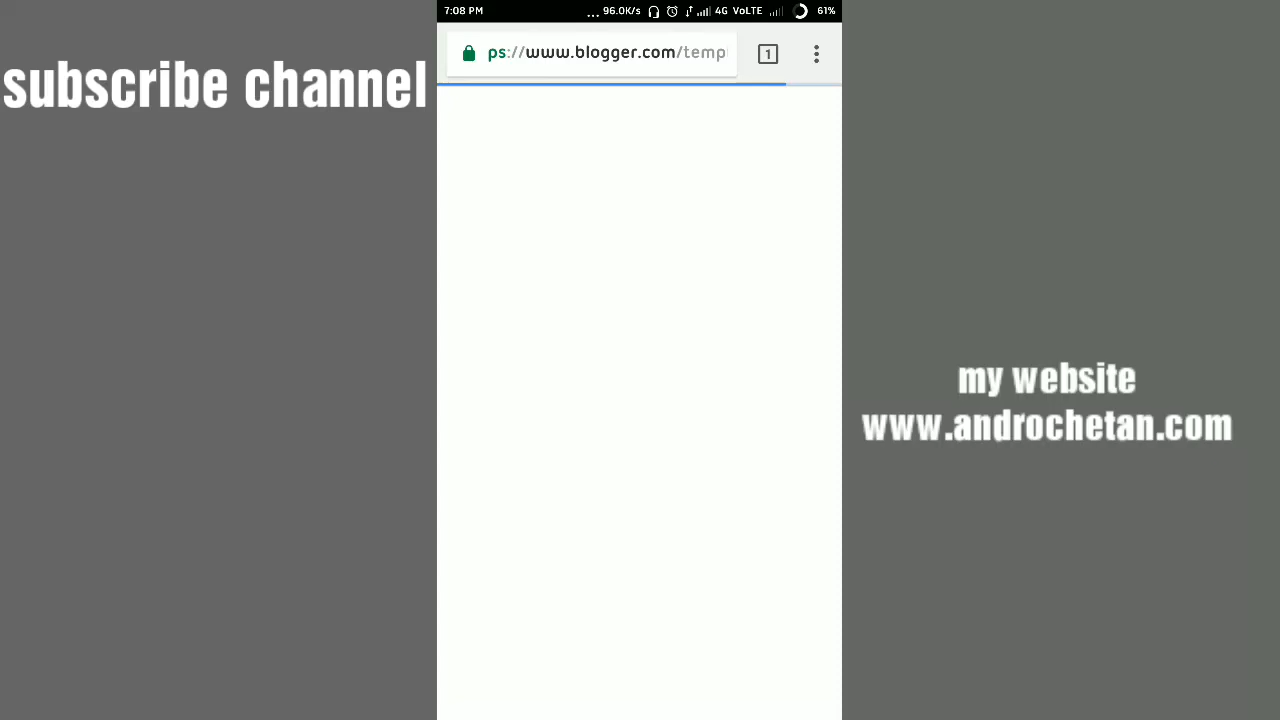 7:08 PM ... 96.0K/s 4G VoLTE 61%
ps://www.blogger.com/temp
1
subscribe channel
my website
www.androchetan.com